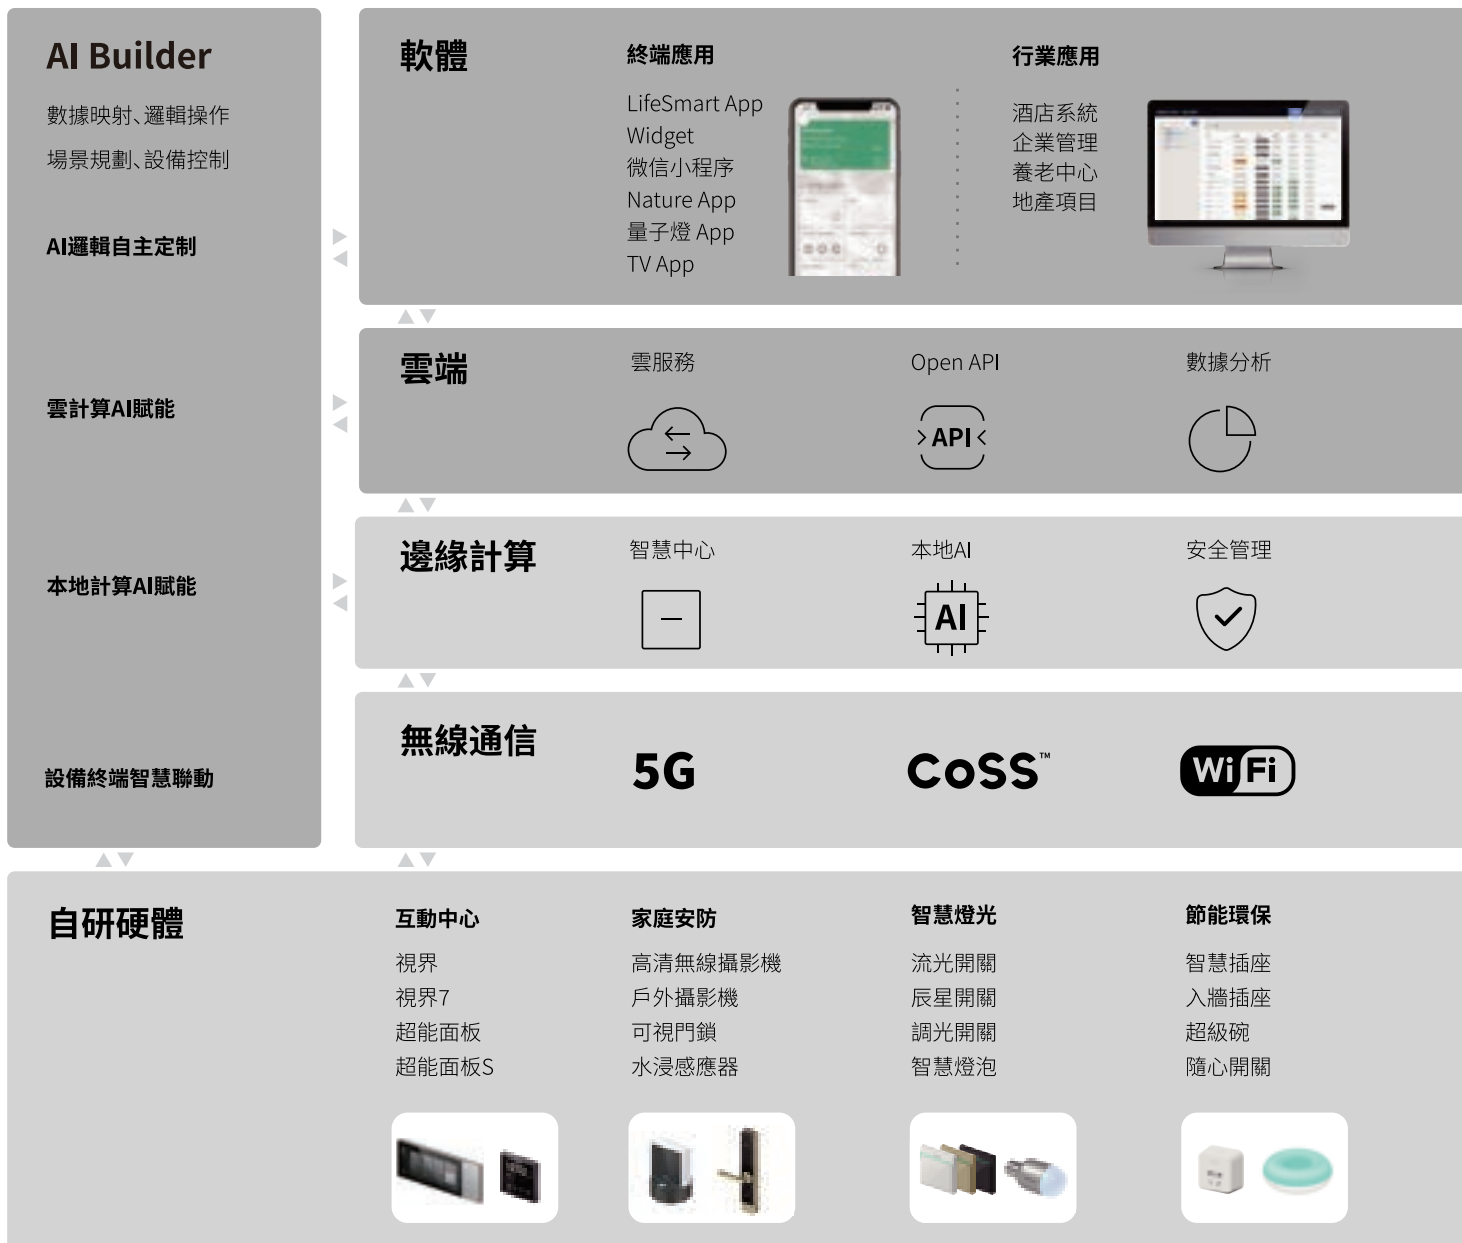 AI Builder
數據映射、邏輯操作
場景規劃、設備控制
AI邏輯自主定制
雲計算AI賦能
本地計算AI賦能
設備終端智慧聯動
軟體
終端應用
LifeSmart App
Widget
微信小程序
Nature App
量子燈 App
TV App
行業應用
酒店系統
企業管理
養老中心
地產項目
雲端
雲服務
Open API
數據分析
API
邊緣計算
智慧中心
本地AI
安全管理
AI
無線通信
5G
CoSS™
WiFi
自研硬體
互動中心
視界
視界7
超能面板
超能面板S
家庭安防
高清無線攝影機
戶外攝影機
可視門鎖
水浸感應器
智慧燈光
流光開關
辰星開關
調光開關
智慧燈泡
節能環保
智慧插座
入牆插座
超級碗
隨心開關